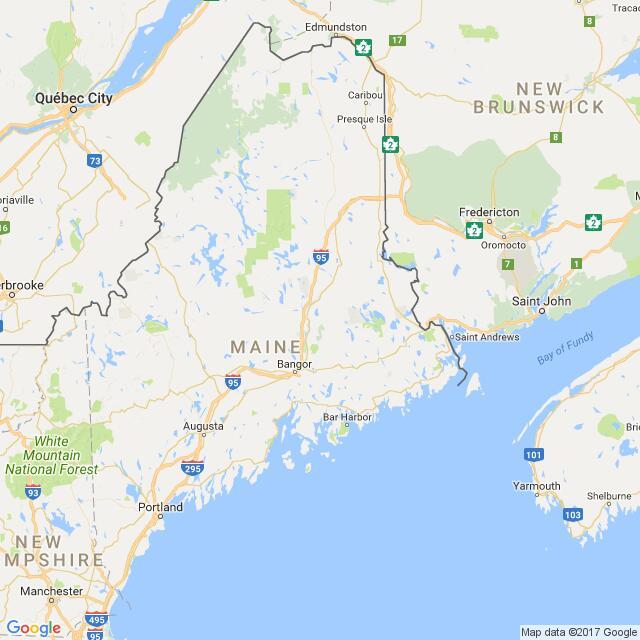 Edmundston
Tracad
2
17
Québec City
Caribou
Presque Isle
NEW
BRUNSWICK
8
8
2
73
oriaville
16
Fredericton
2
Oromocto
2
7
1
95
erbrooke
Saint John
Saint Andrews
Bay of Fundy
MAINE
Bangor
95
Bar Harbor
Augusta
White
Mountain
National Forest
295
93
101
Yarmouth
Shelburne
103
Portland
NEW
MPSHIRE
Manchester
495
95
Google
Map data ©2017 Google